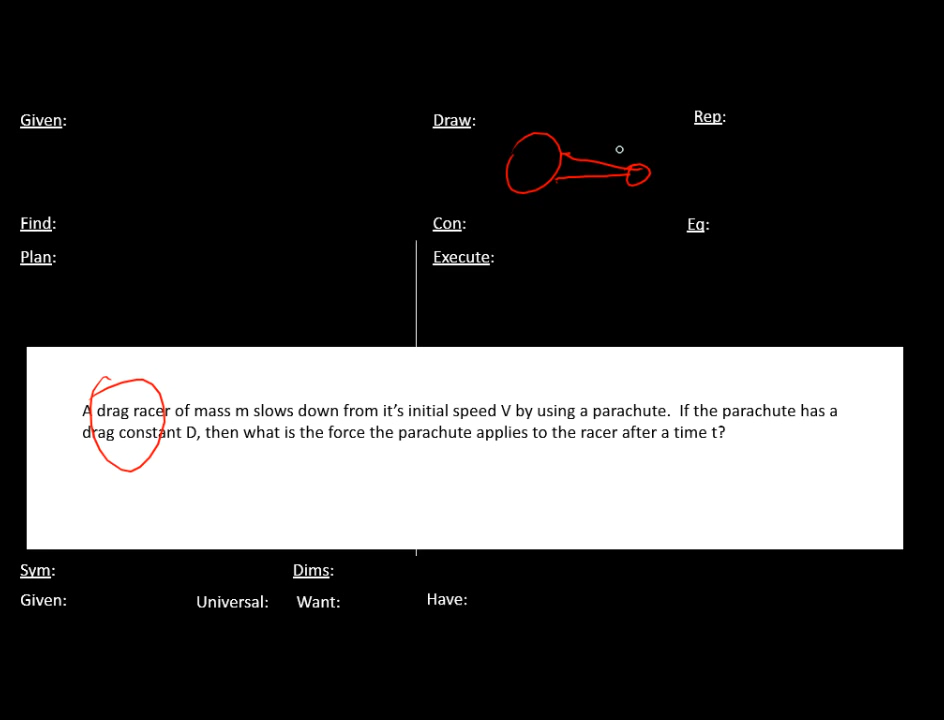 Given:
Draw:
Rep:
Find:
Con:
Eq:
Plan:
Execute:
A drag racer of mass m slows down from it's initial speed V by using a parachute.  If the parachute has a
drag constant D, then what is the force the parachute applies to the racer after a time t?
Sym:
Dims:
Given:
Universal:
Want:
Have: